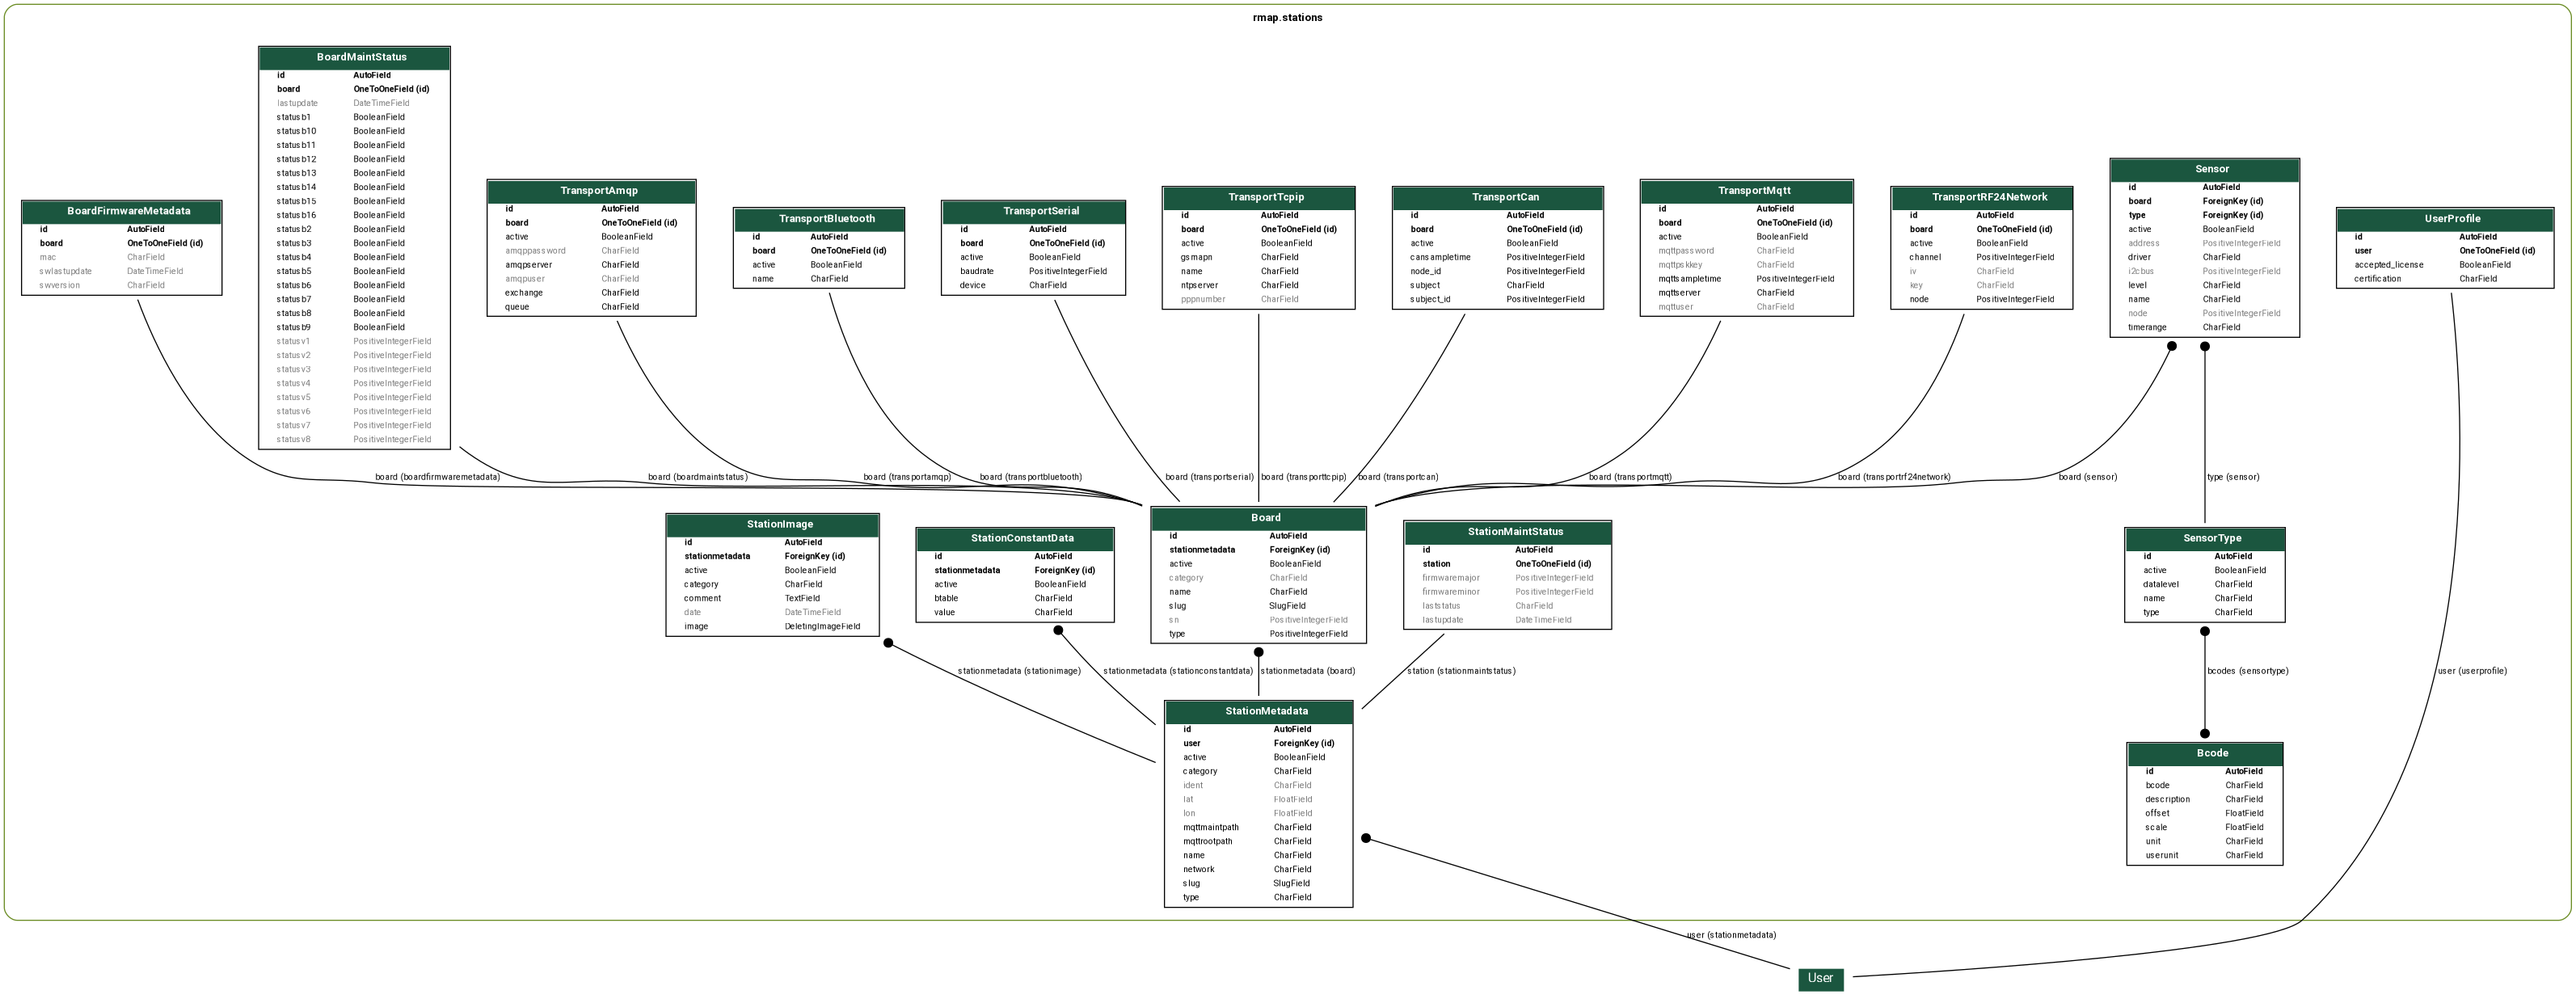 rmap.stations
BoardMaintStatus
id AutoField
board OneToOneField (id)
lastupdate DateTimeField
statusb1 BooleanField
statusb10 BooleanField
statusb11 BooleanField
statusb12 BooleanField
statusb13 BooleanField
statusb14 BooleanField
statusb15 BooleanField
statusb16 BooleanField
statusb2 BooleanField
statusb3 BooleanField
statusb4 BooleanField
statusb5 BooleanField
statusb6 BooleanField
statusb7 BooleanField
statusb8 BooleanField
statusb9 BooleanField
statusv1 PositiveIntegerField
statusv2 PositiveIntegerField
statusv3 PositiveIntegerField
statusv4 PositiveIntegerField
statusv5 PositiveIntegerField
statusv6 PositiveIntegerField
statusv7 PositiveIntegerField
statusv8 PositiveIntegerField
BoardFirmwareMetadata
id AutoField
board OneToOneField (id)
mac CharField
swlastupdate DateTimeField
swversion CharField
TransportAmqp
id AutoField
board OneToOneField (id)
active BooleanField
amqppassword CharField
amqpserver CharField
amqpuser CharField
exchange CharField
queue CharField
TransportBluetooth
id AutoField
board OneToOneField (id)
active BooleanField
name CharField
TransportSerial
id AutoField
board OneToOneField (id)
active BooleanField
baudrate PositiveIntegerField
device CharField
TransportTcpip
id AutoField
board OneToOneField (id)
active BooleanField
gsmapn CharField
name CharField
ntpserver CharField
pppnumber CharField
TransportCan
id AutoField
board OneToOneField (id)
active BooleanField
cansampletime PositiveIntegerField
node_id PositiveIntegerField
subject CharField
subject_id PositiveIntegerField
TransportMqtt
id AutoField
board OneToOneField (id)
active BooleanField
mqttpassword CharField
mqttpskkey CharField
mqttsampletime PositiveIntegerField
mqttserver CharField
mqttuser CharField
TransportRF24Network
id AutoField
board OneToOneField (id)
active BooleanField
channel PositiveIntegerField
iv CharField
key CharField
node PositiveIntegerField
Sensor
id AutoField
board ForeignKey (id)
type ForeignKey (id)
active BooleanField
address PositiveIntegerField
driver CharField
i2cbus PositiveIntegerField
level CharField
name CharField
node PositiveIntegerField
timerange CharField
UserProfile
id AutoField
user OneToOneField (id)
accepted_license BooleanField
certification CharField
board (boardfirmwaremetadata)
board (boardmaintstatus)
board (transportamqp)
board (transportbluetooth)
board (transportserial)
board (transporttcpip)
board (transportcan)
board (transportmqtt)
board (transportrf24network)
board (sensor)
type (sensor)
StationImage
id AutoField
stationmetadata ForeignKey (id)
active BooleanField
category CharField
comment TextField
date DateTimeField
image DeletingImageField
StationConstantData
id AutoField
stationmetadata ForeignKey (id)
active BooleanField
btable CharField
value CharField
Board
id AutoField
stationmetadata ForeignKey (id)
active BooleanField
category CharField
name CharField
slug SlugField
sn PositiveIntegerField
type PositiveIntegerField
StationMaintStatus
id AutoField
station OneToOneField (id)
firmwaremajor PositiveIntegerField
firmwareminor PositiveIntegerField
laststatus CharField
lastupdate DateTimeField
SensorType
id AutoField
active BooleanField
datalevel CharField
name CharField
type CharField
stationmetadata (stationimage)
stationmetadata (stationconstantdata)
stationmetadata (board)
station (stationmaintstatus)
bcodes (sensortype)
user (userprofile)
StationMetadata
id AutoField
user ForeignKey (id)
active BooleanField
category CharField
ident CharField
lat FloatField
lon FloatField
mqttmaintpath CharField
mqttrootpath CharField
name CharField
network CharField
slug SlugField
type CharField
Bcode
id AutoField
bcode CharField
description CharField
offset FloatField
scale FloatField
unit CharField
userunit CharField
user (stationmetadata)
User